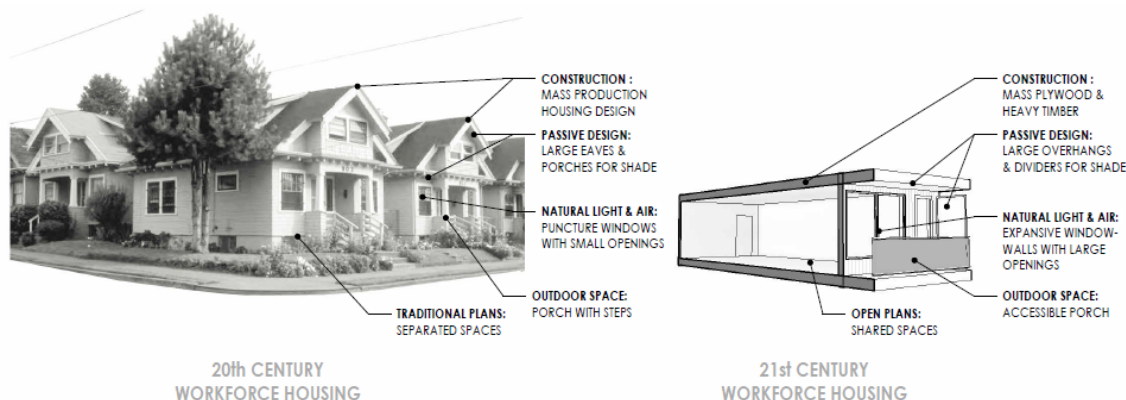 CONSTRUCTION :
MASS PRODUCTION
HOUSING DESIGN
PASSIVE DESIGN:
LARGE EAVES &
PORCHES FOR SHADE
NATURAL LIGHT & AIR:
PUNCTURE WINDOWS
WITH SMALL OPENINGS
OUTDOOR SPACE:
PORCH WITH STEPS
TRADITIONAL PLANS:
SEPARATED SPACES
20th CENTURY
WORKFORCE HOUSING
CONSTRUCTION :
MASS PLYWOOD &
HEAVY TIMBER
PASSIVE DESIGN:
LARGE OVERHANGS
& DIVIDERS FOR SHADE
NATURAL LIGHT & AIR:
EXPANSIVE WINDOW-
WALLS WITH LARGE
OPENINGS
OUTDOOR SPACE:
ACCESSIBLE PORCH
OPEN PLANS:
SHARED SPACES
21st CENTURY
WORKFORCE HOUSING